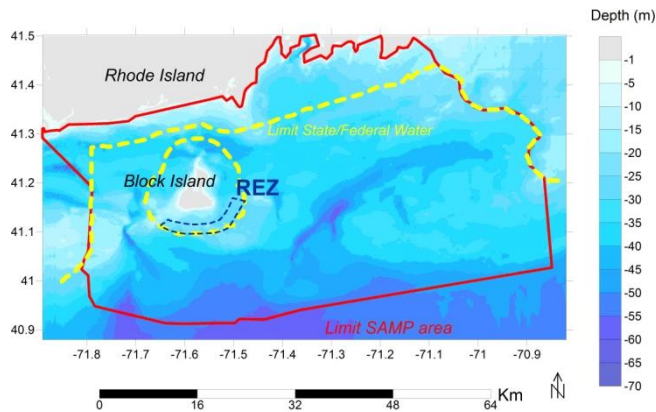 Depth (m)
41.5
41.4
41.3
41.2
41.1
41
40.9
Rhode Island
Limit State/Federal Water
Block Island
REZ
Limit SAMP area
-71.8 -71.7 -71.6 -71.5 -71.4 -71.3 -71.2 -71.1 -71 -70.9
-1
-5
-10
-15
-20
-25
-30
-35
-40
-45
-50
-55
-60
-65
-70
Km
N
0 16 32 48 64